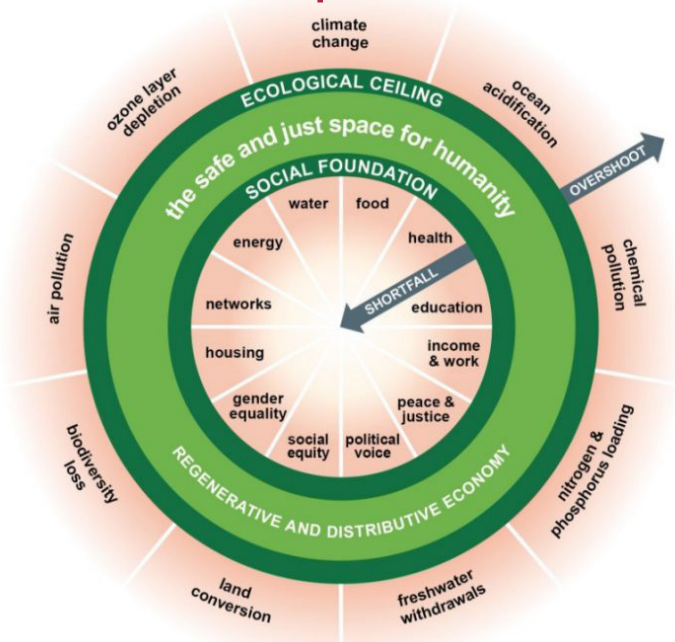 climate
change
ocean
acidification
chemical
pollution
nitrogen &
phosphorus loading
freshwater
withdrawals
land
conversion
biodiversity
loss
air pollution
ozone layer
depletion
ECOLOGICAL CEILING
the safe and just space for humanity
SOCIAL FOUNDATION
OVERSHOOT
SHORTFALL
water
food
health
education
income
& work
peace &
justice
political
voice
social
equity
gender
equality
housing
networks
energy
REGENERATIVE AND DISTRIBUTIVE ECONOMY